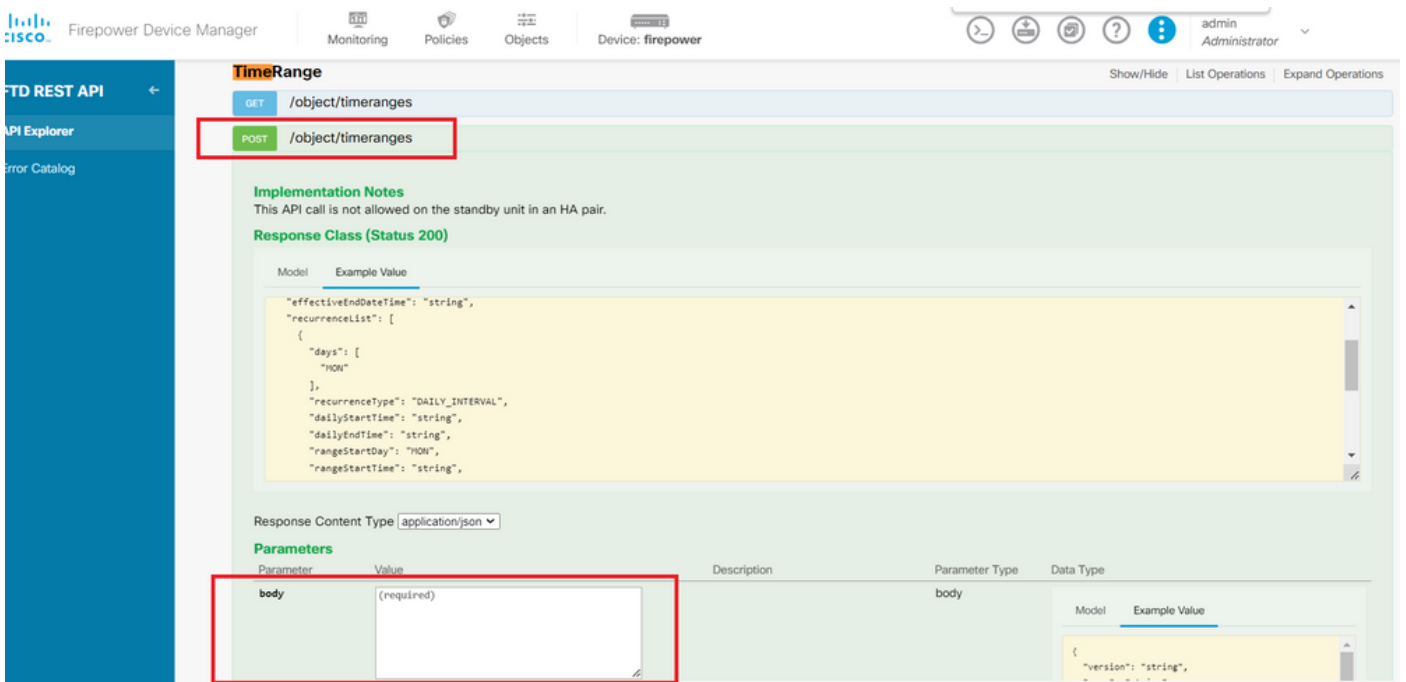 CISCO
Firepower Device Manager
Monitoring
Policies
Objects
Device: firepower
admin
Administrator
FTD REST API
API Explorer
Error Catalog
TimeRange
Show/Hide
List Operations
Expand Operations
GET /object/timeranges
POST /object/timeranges
Implementation Notes
This API call is not allowed on the standby unit in an HA pair.
Response Class (Status 200)
Model
Example Value
"effectiveEndDateTime": "string",
"recurrenceList": [
{
"days": [
"MON"
],
"recurrenceType": "DAILY_INTERVAL",
"dailyStartTime": "string",
"dailyEndTime": "string",
"rangeStartDay": "MON",
"rangeStartTime": "string",
Response Content Type application/json
Parameters
Parameter Value Description Parameter Type Data Type
body
(required)
body
Model
Example Value
{
"version": "string",